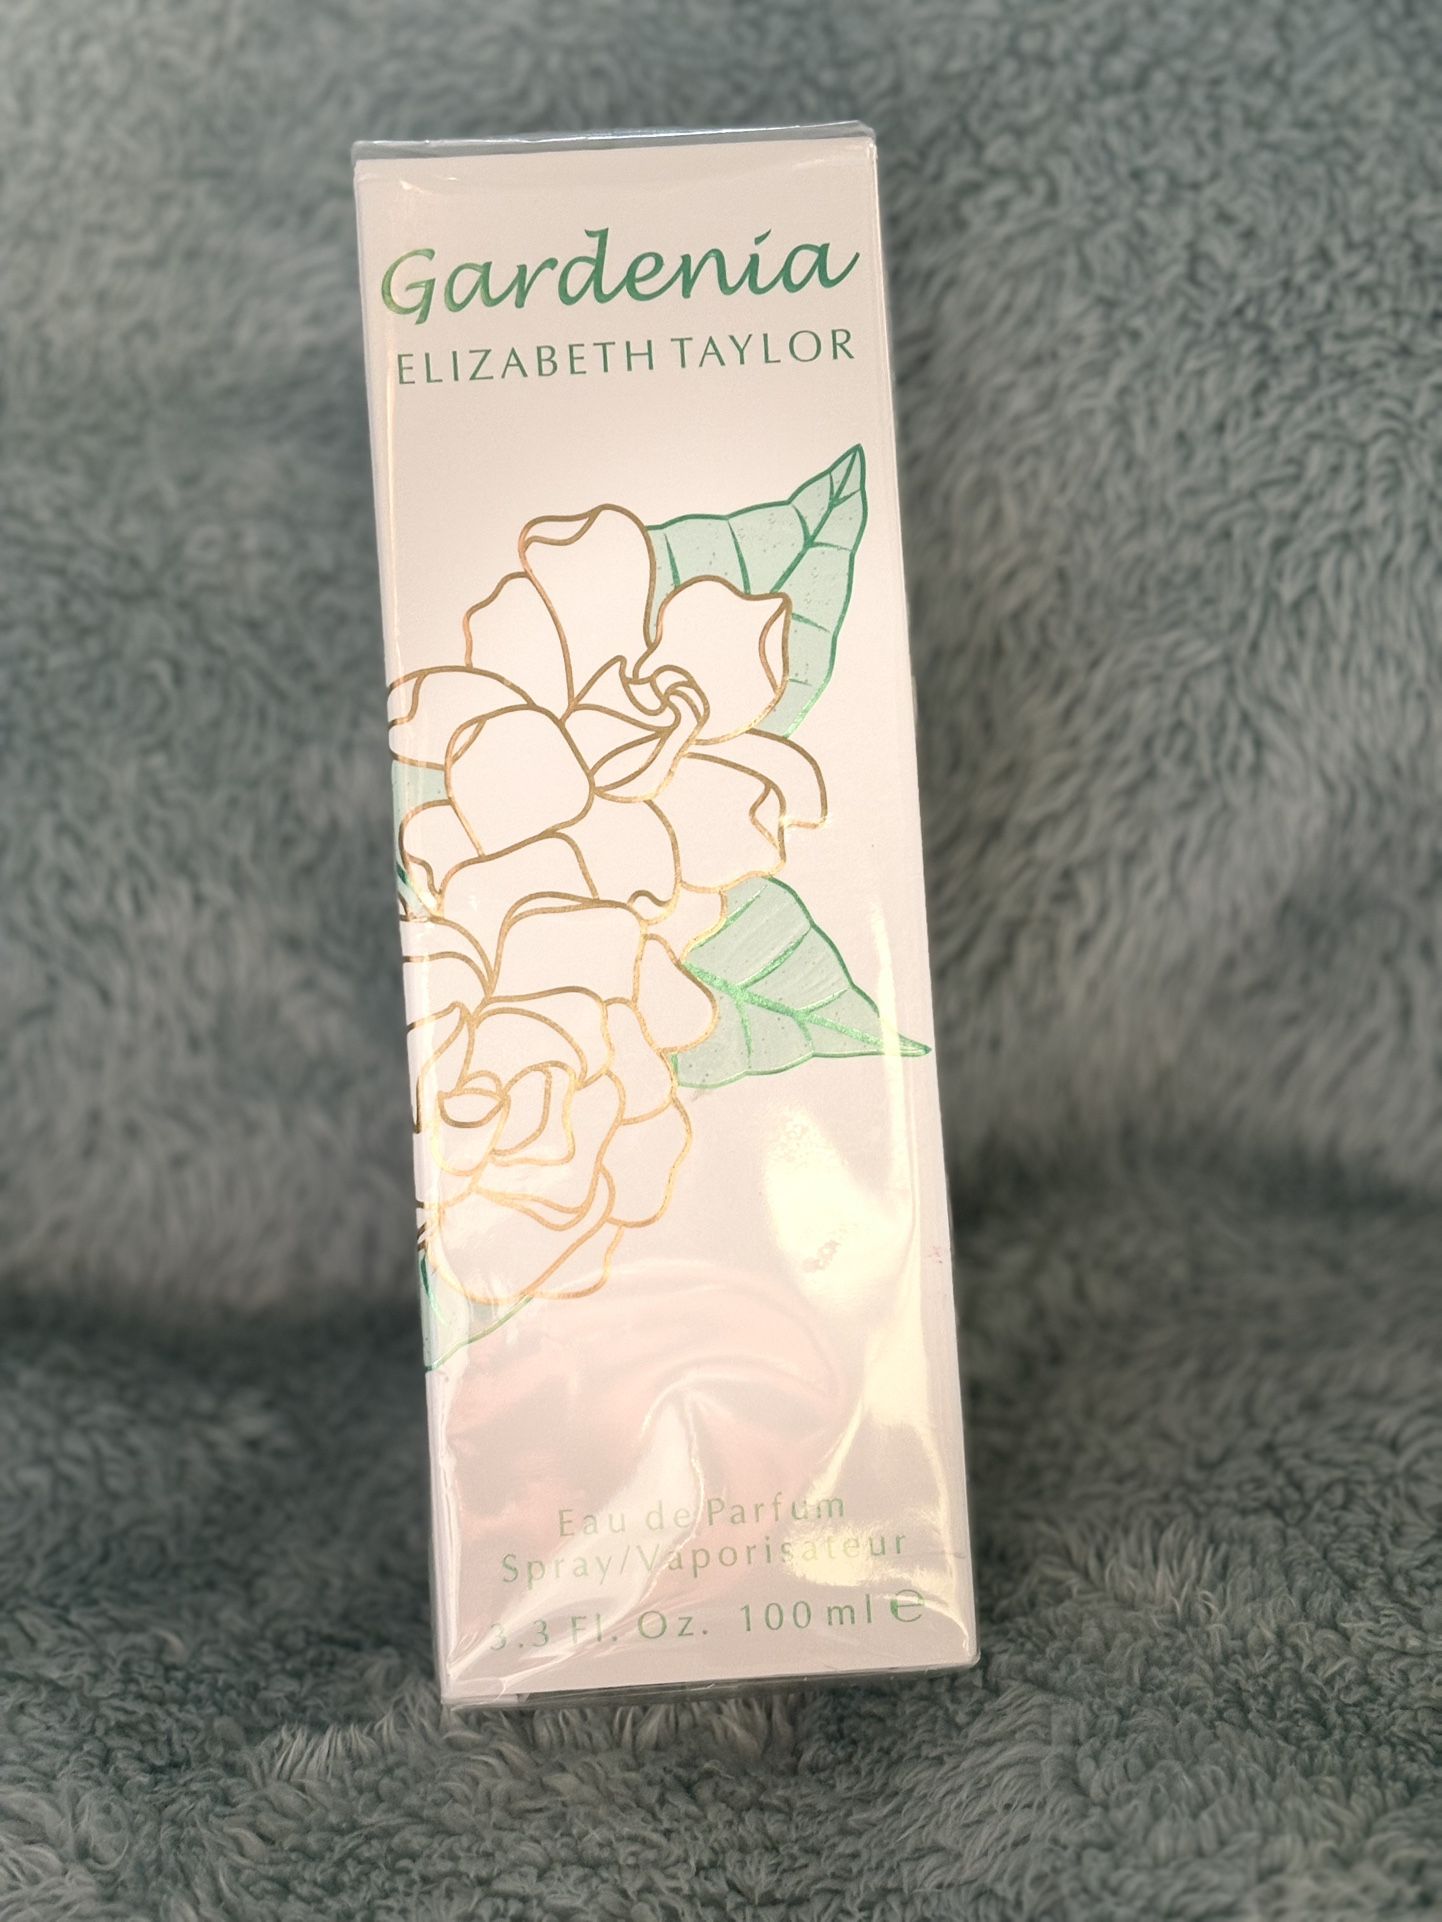 Gardenia
ELIZABETH TAYLOR
Eau de Parfum
Spray/Vaporisateur
3.3 Fl. Oz. 100 ml ℮